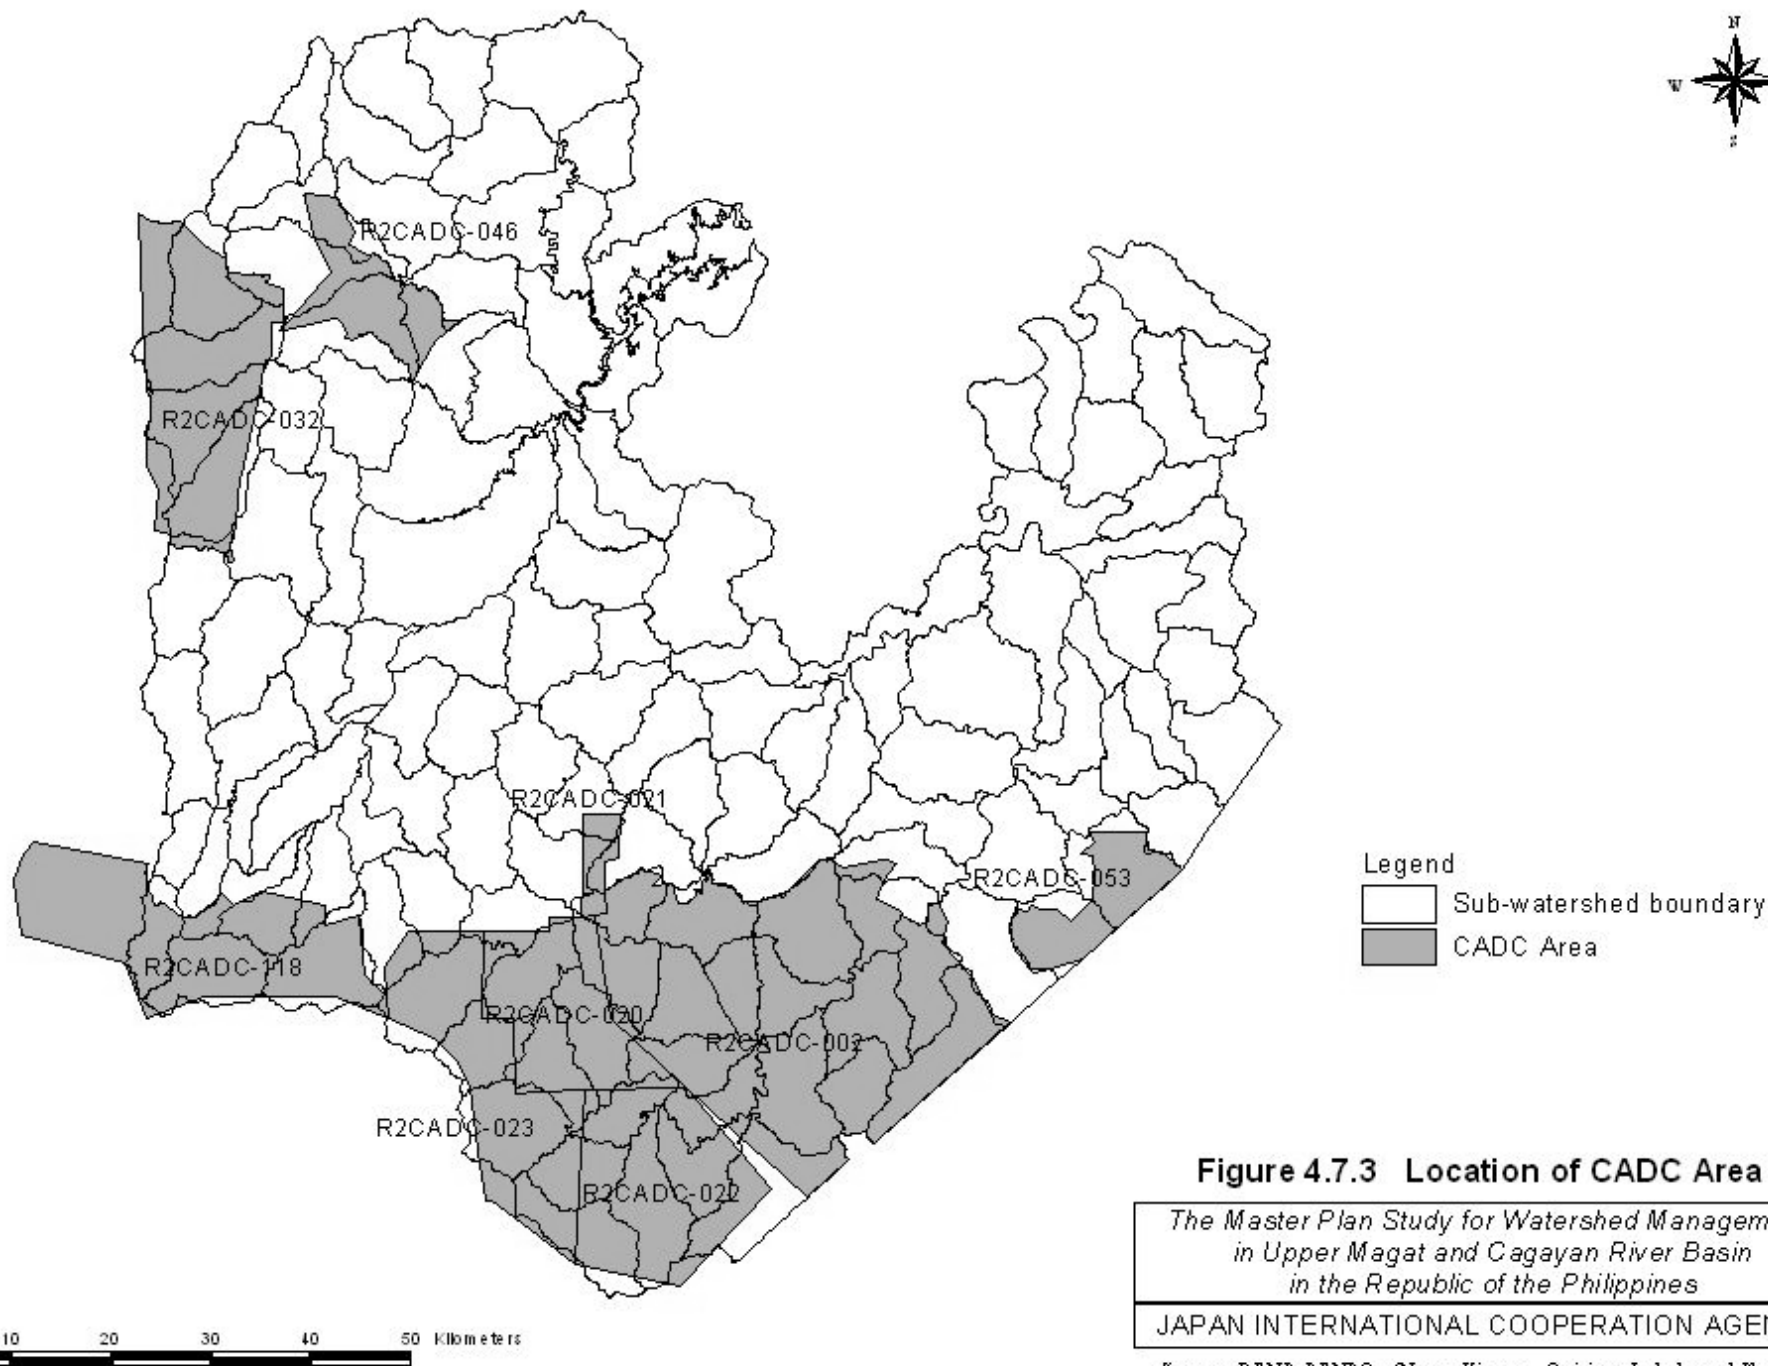 N
W
S
R2CADC-046
R2CADC-032
R2CADC-021
2
R2CADC-053
R2CADC-118
R2CADC-020
R2CADC-002
R2CADC-023
R2CADC-022
Legend
Sub-watershed boundary
CADC Area
Figure 4.7.3 Location of CADC Area
The Master Plan Study for Watershed Managem
in Upper Magat and Cagayan River Basin
in the Republic of the Philippines
JAPAN INTERNATIONAL COOPERATION AGEN
10 20 30 40 50 Kilometers